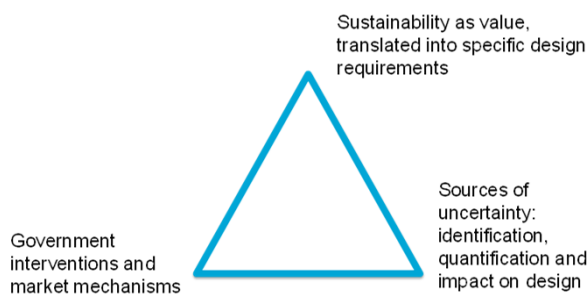 Sustainability as value,
translated into specific design
requirements
Government
interventions and
market mechanisms
Sources of
uncertainty:
identification,
quantification and
impact on design